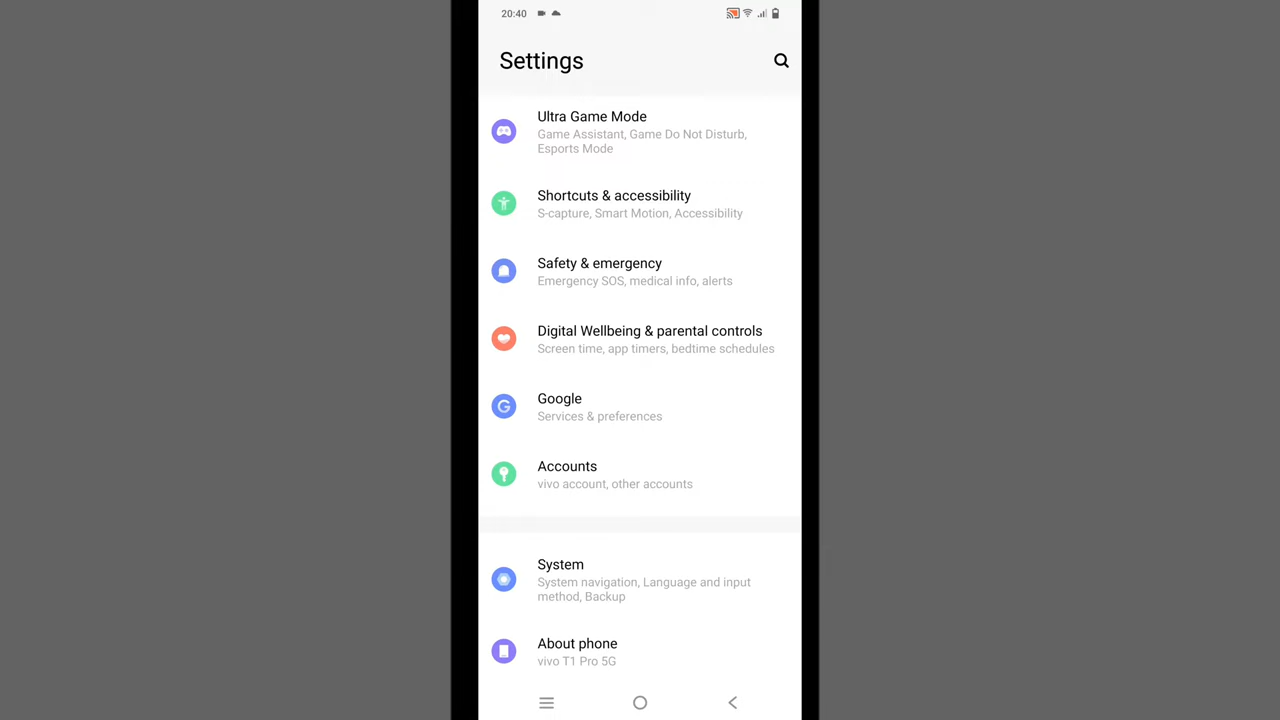 20:40
Settings
Ultra Game Mode
Game Assistant, Game Do Not Disturb,
Esports Mode
Shortcuts & accessibility
S-capture, Smart Motion, Accessibility
Safety & emergency
Emergency SOS, medical info, alerts
Digital Wellbeing & parental controls
Screen time, app timers, bedtime schedules
Google
Services & preferences
Accounts
vivo account, other accounts
System
System navigation, Language and input
method, Backup
About phone
vivo T1 Pro 5G